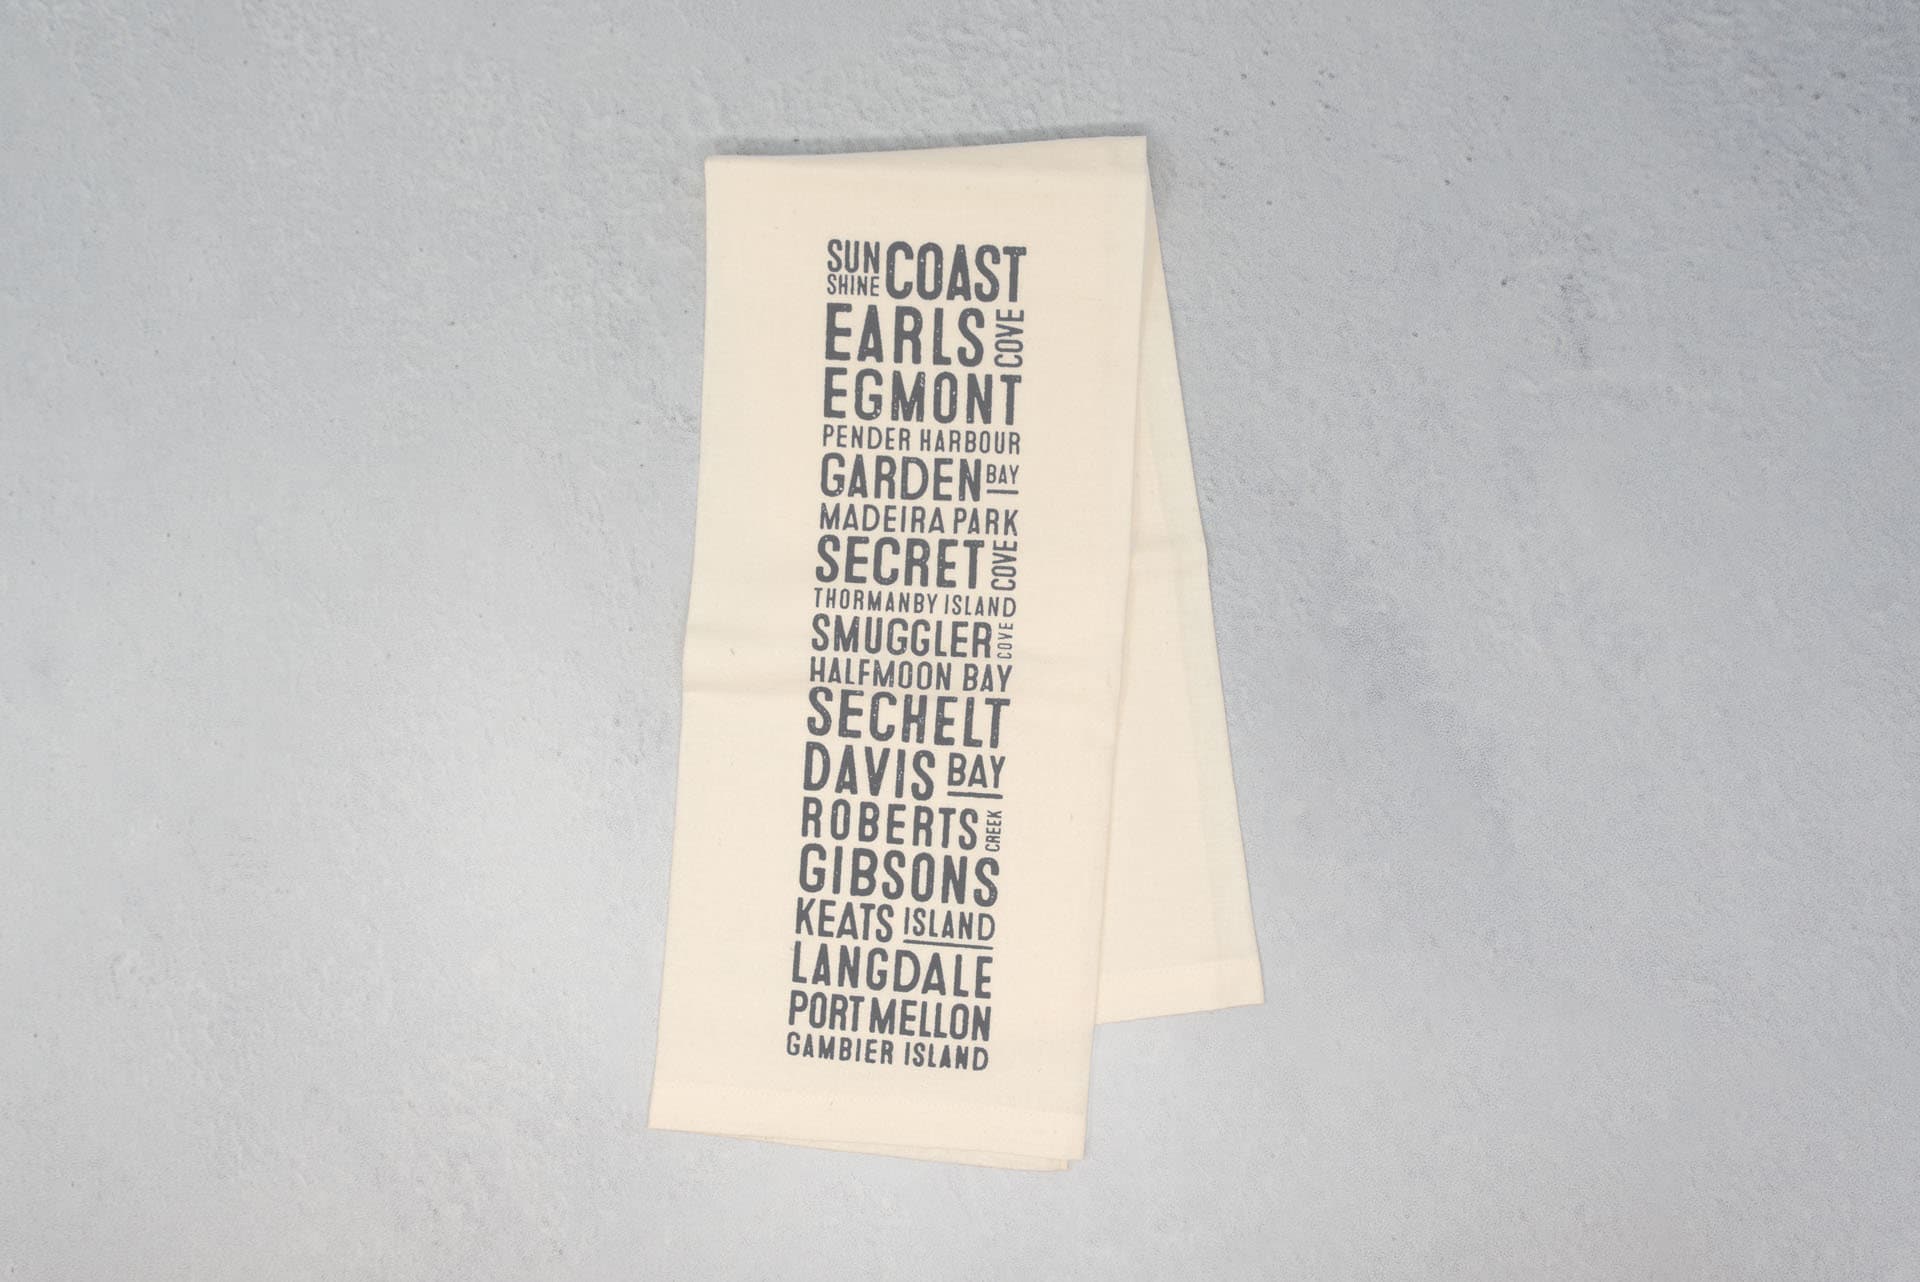 SUN SHINE COAST
EARLS COVE
EGMONT
PENDER HARBOUR
GARDEN BAY
MADEIRA PARK
SECRET COVE
THORMANBY ISLAND
SMUGGLER COVE
HALFMOON BAY
SECHELT
DAVIS BAY
ROBERTS CREEK
GIBSONS
KEATS ISLAND
LANGDALE
PORT MELLON
GAMBIER ISLAND